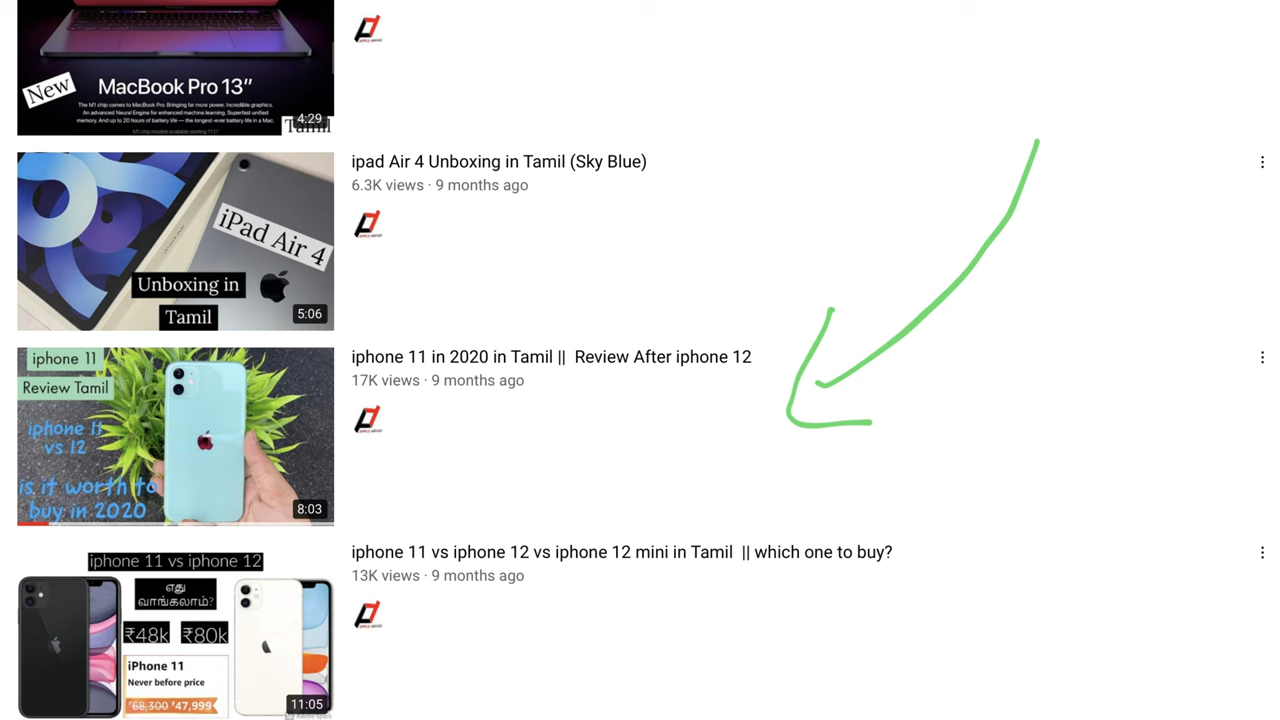 New
MacBook Pro 13”
The M1 chip comes to MacBook Pro. Bringing far more power. Incredible graphics.
An advanced Neural Engine for enhanced machine learning. Superfast unified
memory. And up to 20 hours of battery life — the longest-ever battery life in a Mac.
4:29
Tamil
ipad Air 4 Unboxing in Tamil (Sky Blue)
6.3K views · 9 months ago
iPad Air 4
Unboxing in
Tamil
5:06
iphone 11 in 2020 in Tamil || Review After iphone 12
17K views · 9 months ago
iphone 11
Review Tamil
iphone 11
vs 12
is it worth to
buy in 2020
8:03
iphone 11 vs iphone 12 vs iphone 12 mini in Tamil || which one to buy?
13K views · 9 months ago
iphone 11 vs iphone 12
எது
வாங்கலாம்?
₹48k ₹80k
iPhone 11
Never before price
₹68,300 ₹47,999
11:05